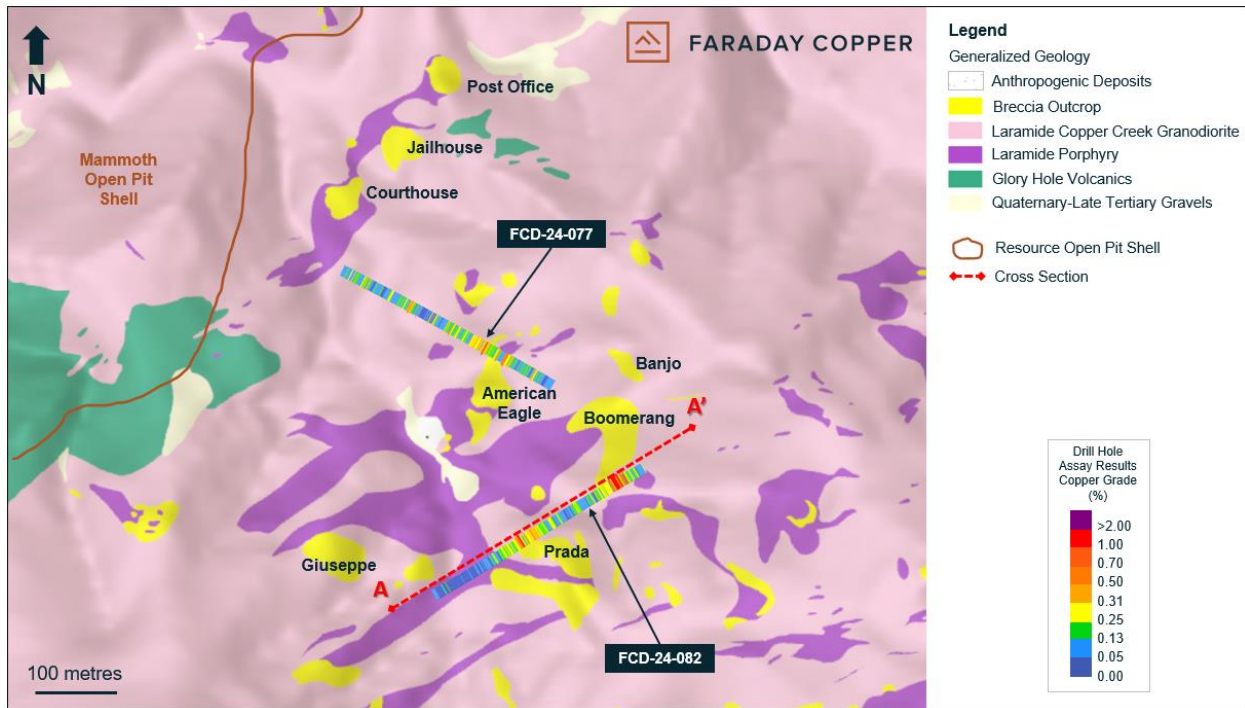 N
FARADAY COPPER
Post Office
Jailhouse
Mammoth
Open Pit
Shell
Courthouse
FCD-24-077
Banjo
American
Eagle
Boomerang
A'
Giuseppe
Prada
A
FCD-24-082
100 metres
Legend
Generalized Geology
Anthropogenic Deposits
Breccia Outcrop
Laramide Copper Creek Granodiorite
Laramide Porphyry
Glory Hole Volcanics
Quaternary-Late Tertiary Gravels
Resource Open Pit Shell
Cross Section
Drill Hole
Assay Results
Copper Grade
(%)
>2.00
1.00
0.70
0.50
0.31
0.25
0.13
0.05
0.00